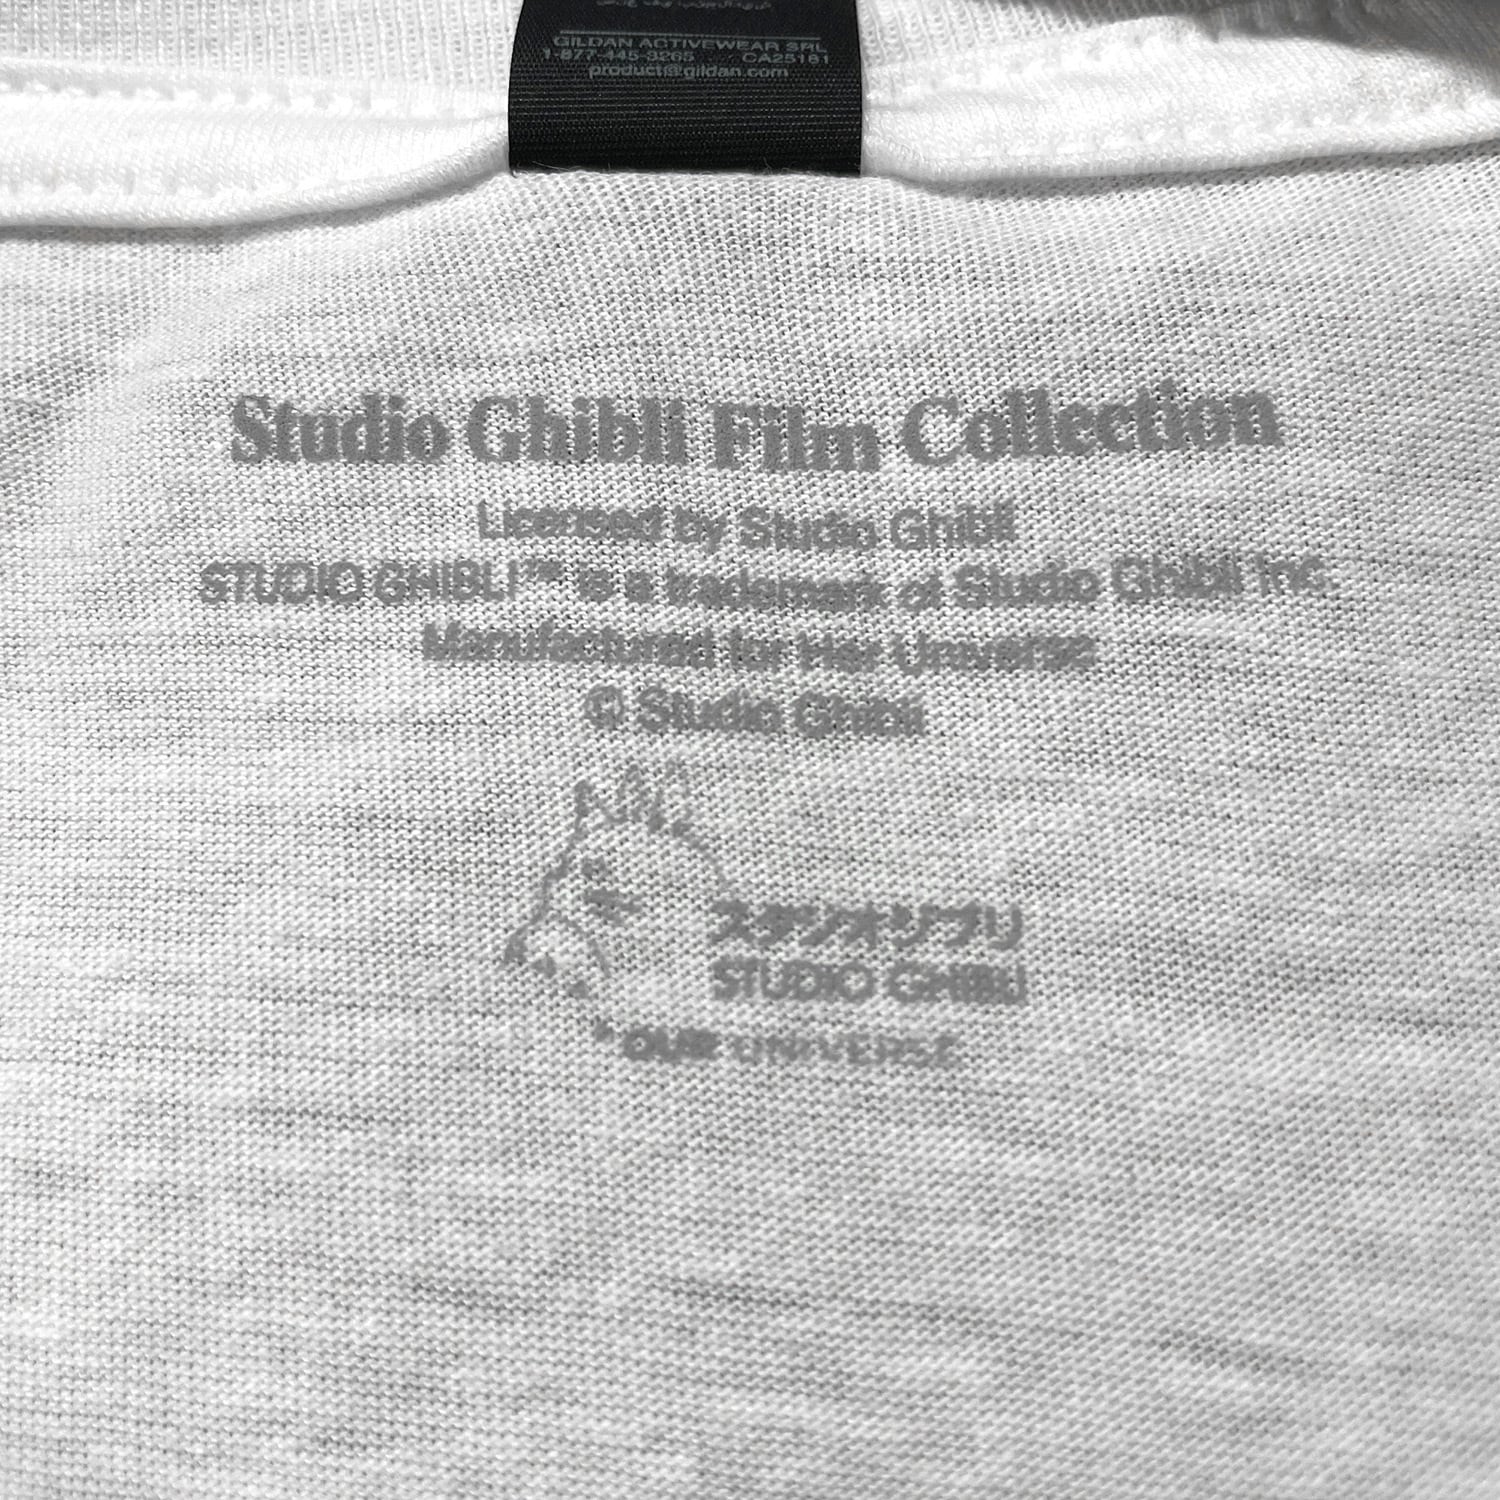 GILDAN ACTIVEWEAR SRL
1-877-445-3265 CA25181
product@gildan.com
Studio Ghibli Film Collection
Licensed by Studio Ghibli
STUDIO GHIBLI™ is a trademark of Studio Ghibli Inc.
Manufactured for Her Universe
© Studio Ghibli
スタジオジブリ
STUDIO GHIBLI
OUR UNIVERSE